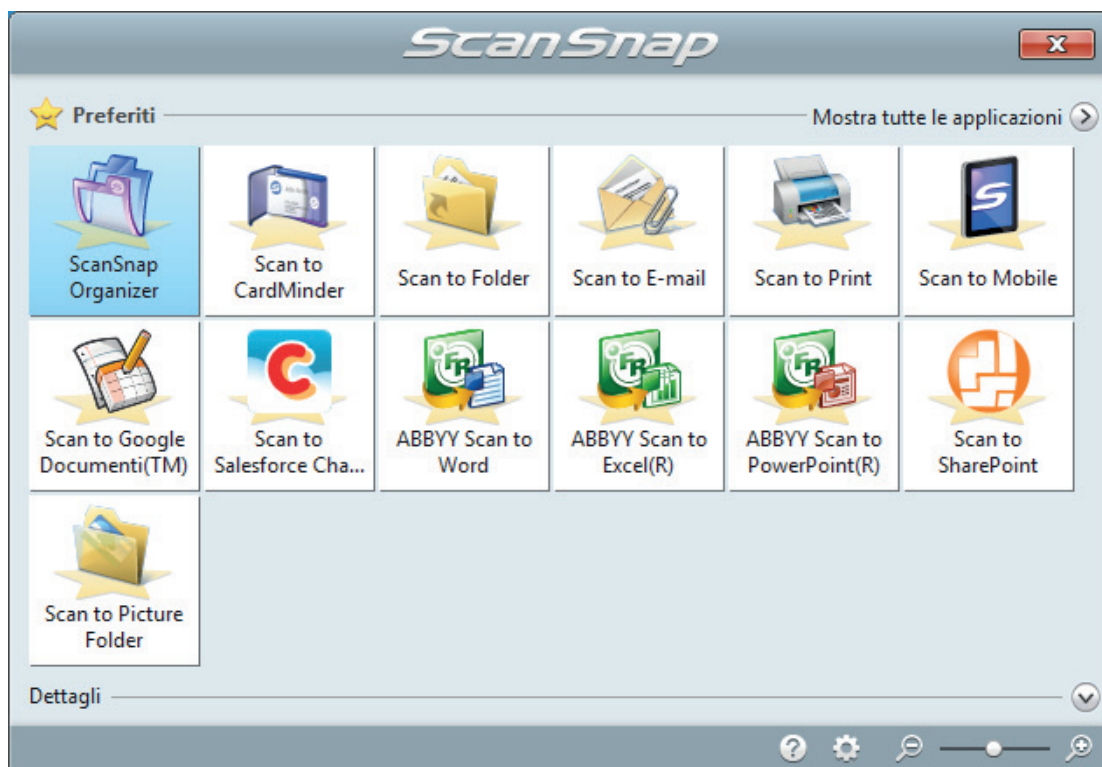 ScanSnap
Preferiti
Mostra tutte le applicazioni
ScanSnap
Organizer
Scan to
CardMinder
Scan to Folder
Scan to E-mail
Scan to Print
Scan to Mobile
Scan to Google
Documenti(TM)
Scan to
Salesforce Cha...
ABBYY Scan to
Word
ABBYY Scan to
Excel(R)
ABBYY Scan to
PowerPoint(R)
Scan to
SharePoint
Scan to Picture
Folder
Dettagli